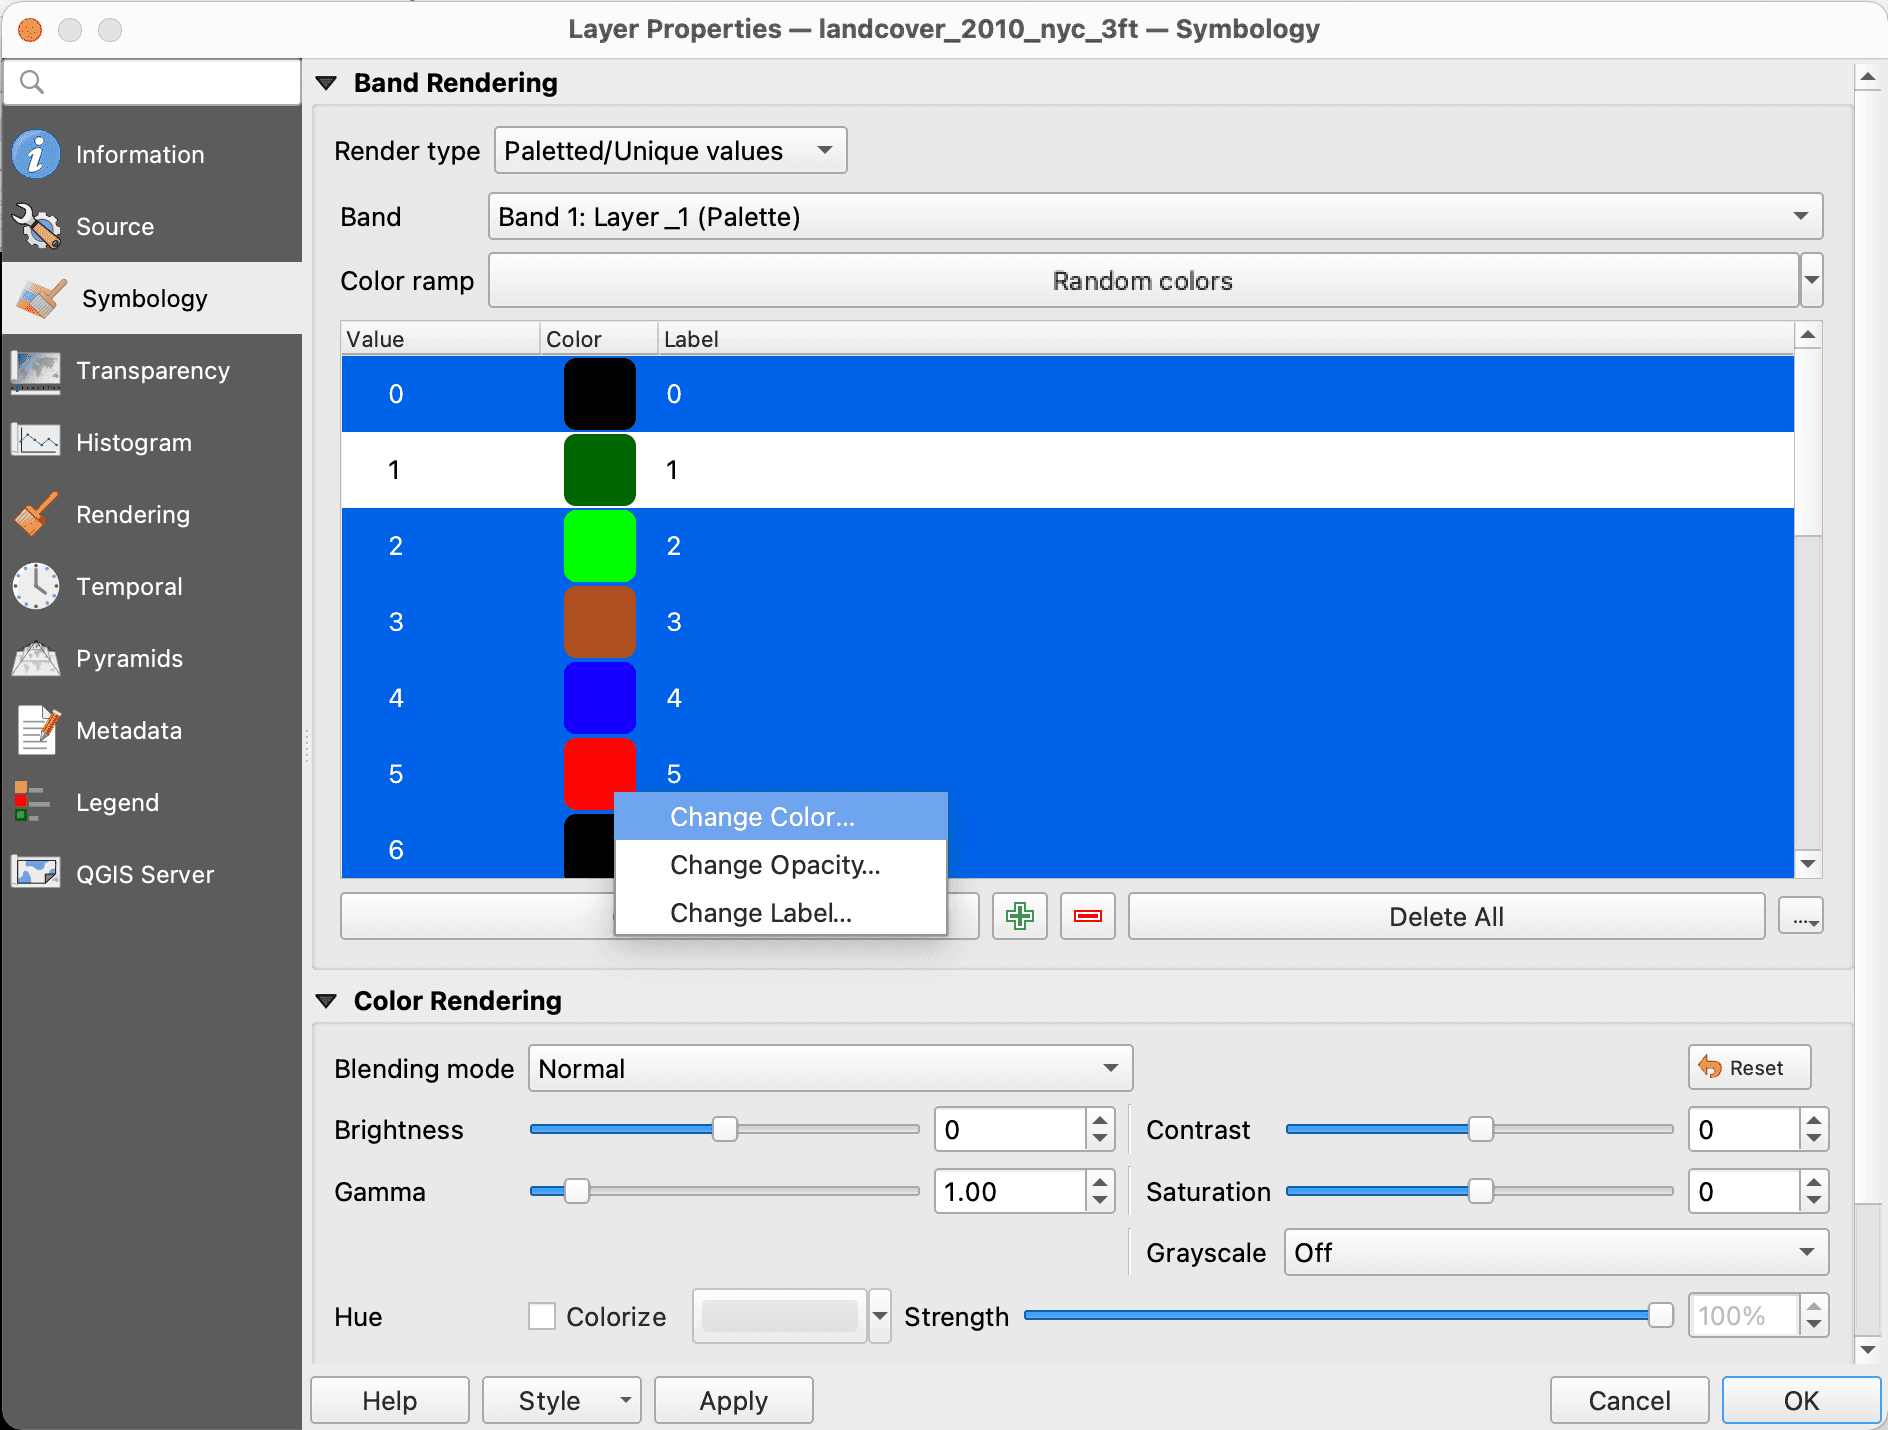 Layer Properties — landcover_2010_nyc_3ft — Symbology
Information
Source
Symbology
Transparency
Histogram
Rendering
Temporal
Pyramids
Metadata
Legend
QGIS Server
Band Rendering
Render type Paletted/Unique values
Band Band 1: Layer_1 (Palette)
Color ramp Random colors
Value Color Label
0 0
1 1
2 2
3 3
4 4
5 5
6
Change Color...
Change Opacity...
Change Label...
Delete All ...
Color Rendering
Blending mode Normal Reset
Brightness 0 Contrast 0
Gamma 1.00 Saturation 0
Grayscale Off
Hue Colorize Strength 100%
Help Style Apply Cancel OK